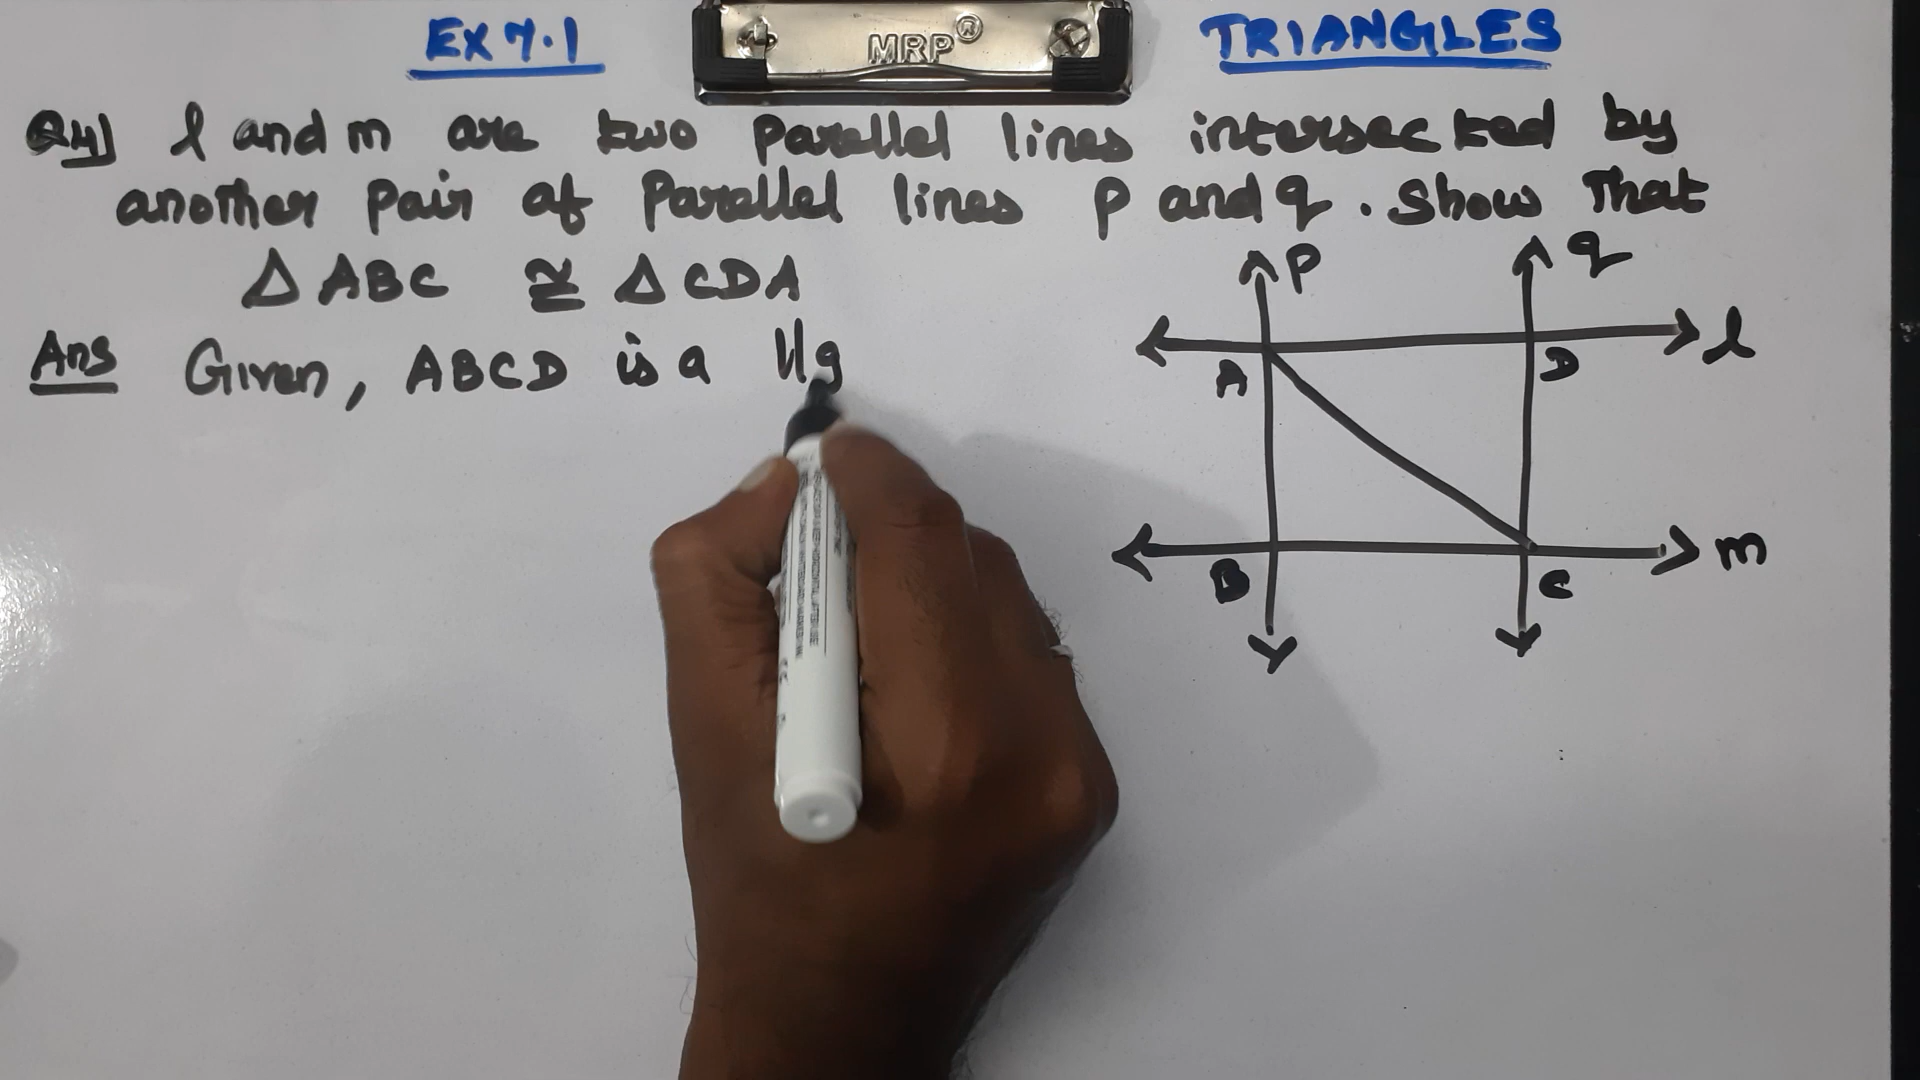 EX 7.1
MRP®
TRIANGLES
Q4) l and m are two parallel lines intersected by
another pair of parallel lines p and q. Show that
△ ABC ≅ △ CDA
Ans Given, ABCD is a ||g
p
q
l
A
D
m
B
C